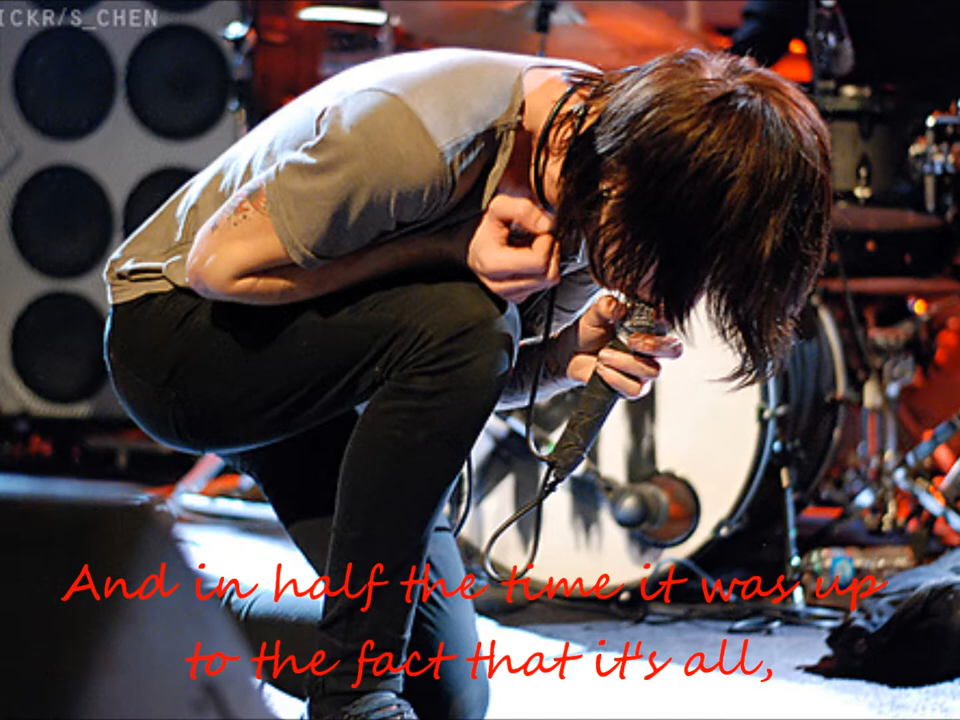 ICKR/S_CHEN
And in half the time it was up
to the fact that it's all,